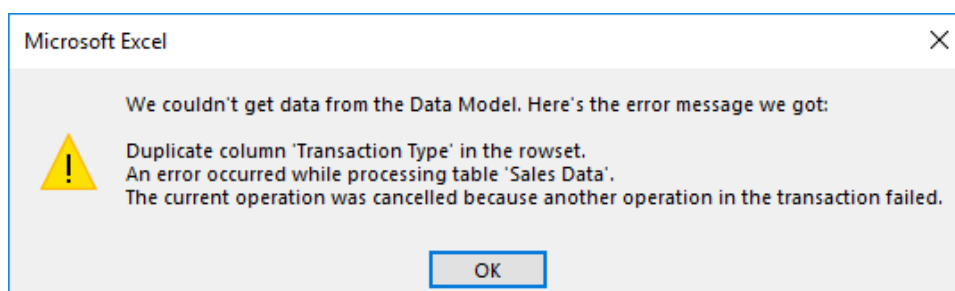 Microsoft Excel
We couldn't get data from the Data Model. Here's the error message we got:
Duplicate column 'Transaction Type' in the rowset.
An error occurred while processing table 'Sales Data'.
The current operation was cancelled because another operation in the transaction failed.
OK